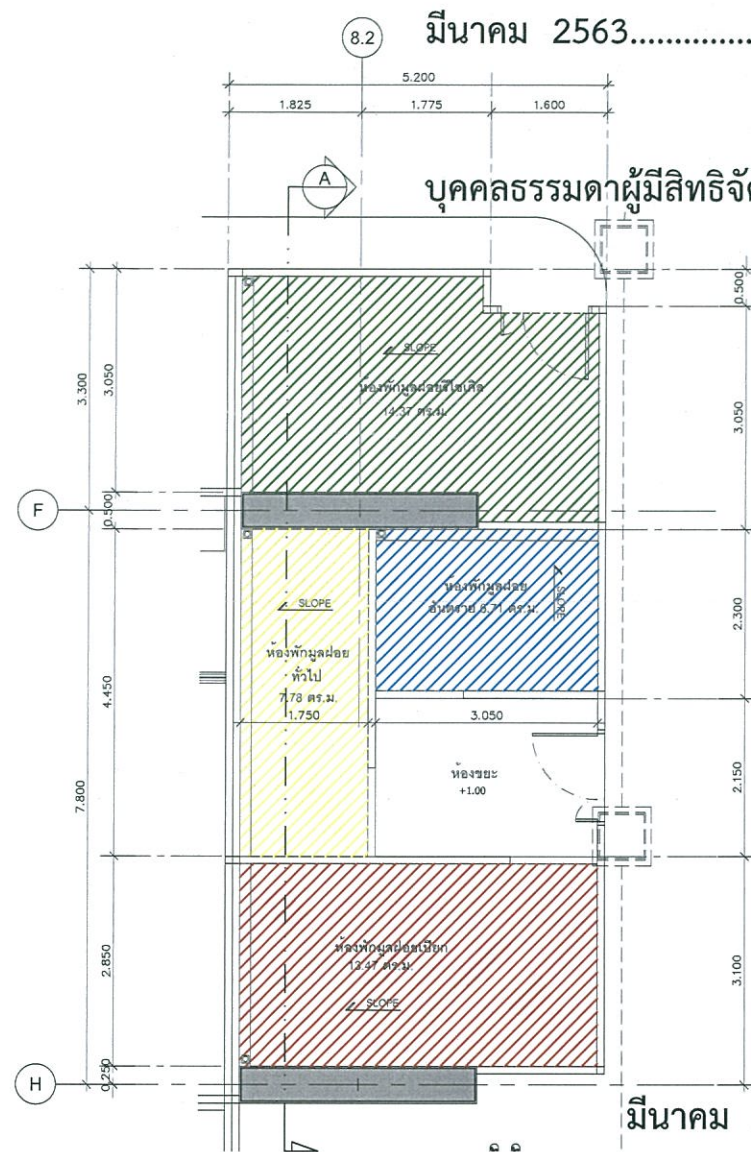 8.2
มีนาคม 2563...............
5.200
1.825
1.775
1.600
A
บุคคลธรรมดาผู้มีสิทธิจัด
0.500
3.300
3.050
SLOPE
ห้องพักมูลฝอยรีไซเคิล
14.37 ตร.ม.
3.050
F
0.500
SLOPE
ห้องพักมูลฝอย
อันตราย 6.71 ตร.ม.
SLOPE
2.300
ห้องพักมูลฝอย
ทั่วไป
7.78 ตร.ม.
1.750
3.050
4.450
7.800
ห้องขยะ
+1.00
2.150
ห้องพักมูลฝอยเปียก
13.47 ตร.ม.
SLOPE
2.850
3.100
0.250
H
มีนาคม